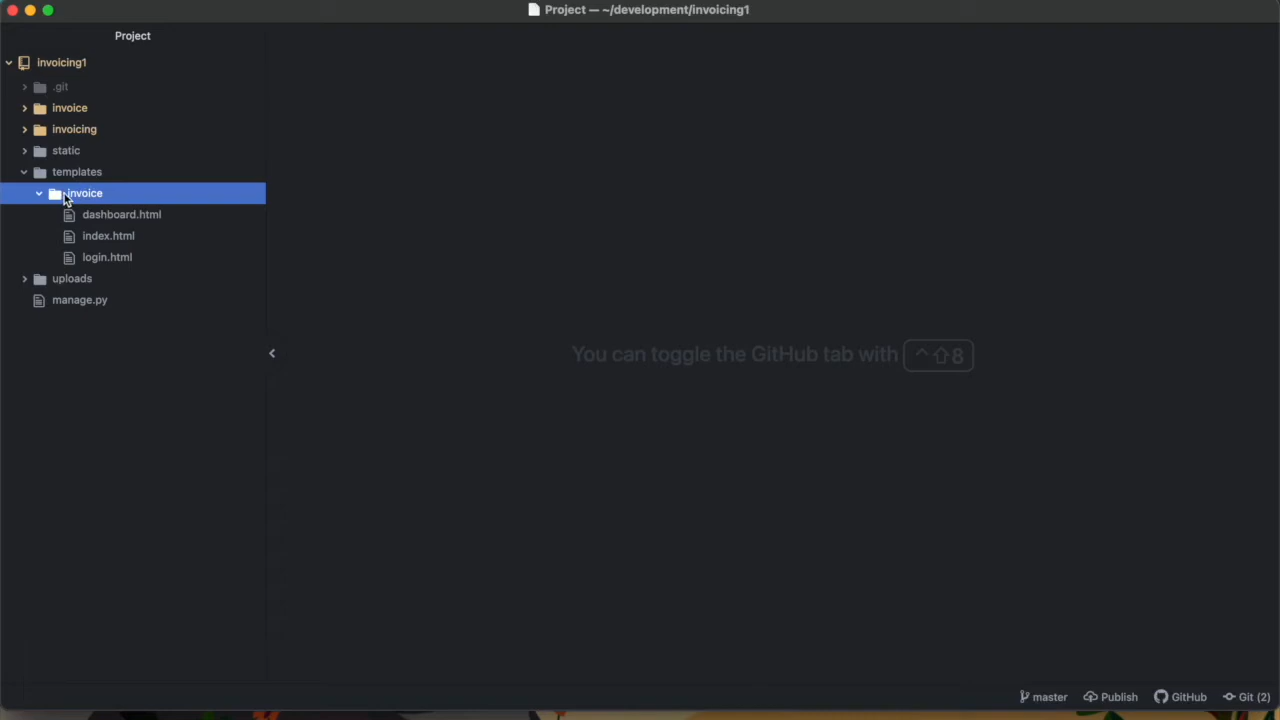 Project — ~/development/invoicing1
Project
invoicing1
.git
invoice
invoicing
static
templates
invoice
dashboard.html
index.html
login.html
uploads
manage.py
You can toggle the GitHub tab with ⌃⇧8
master Publish GitHub Git (2)